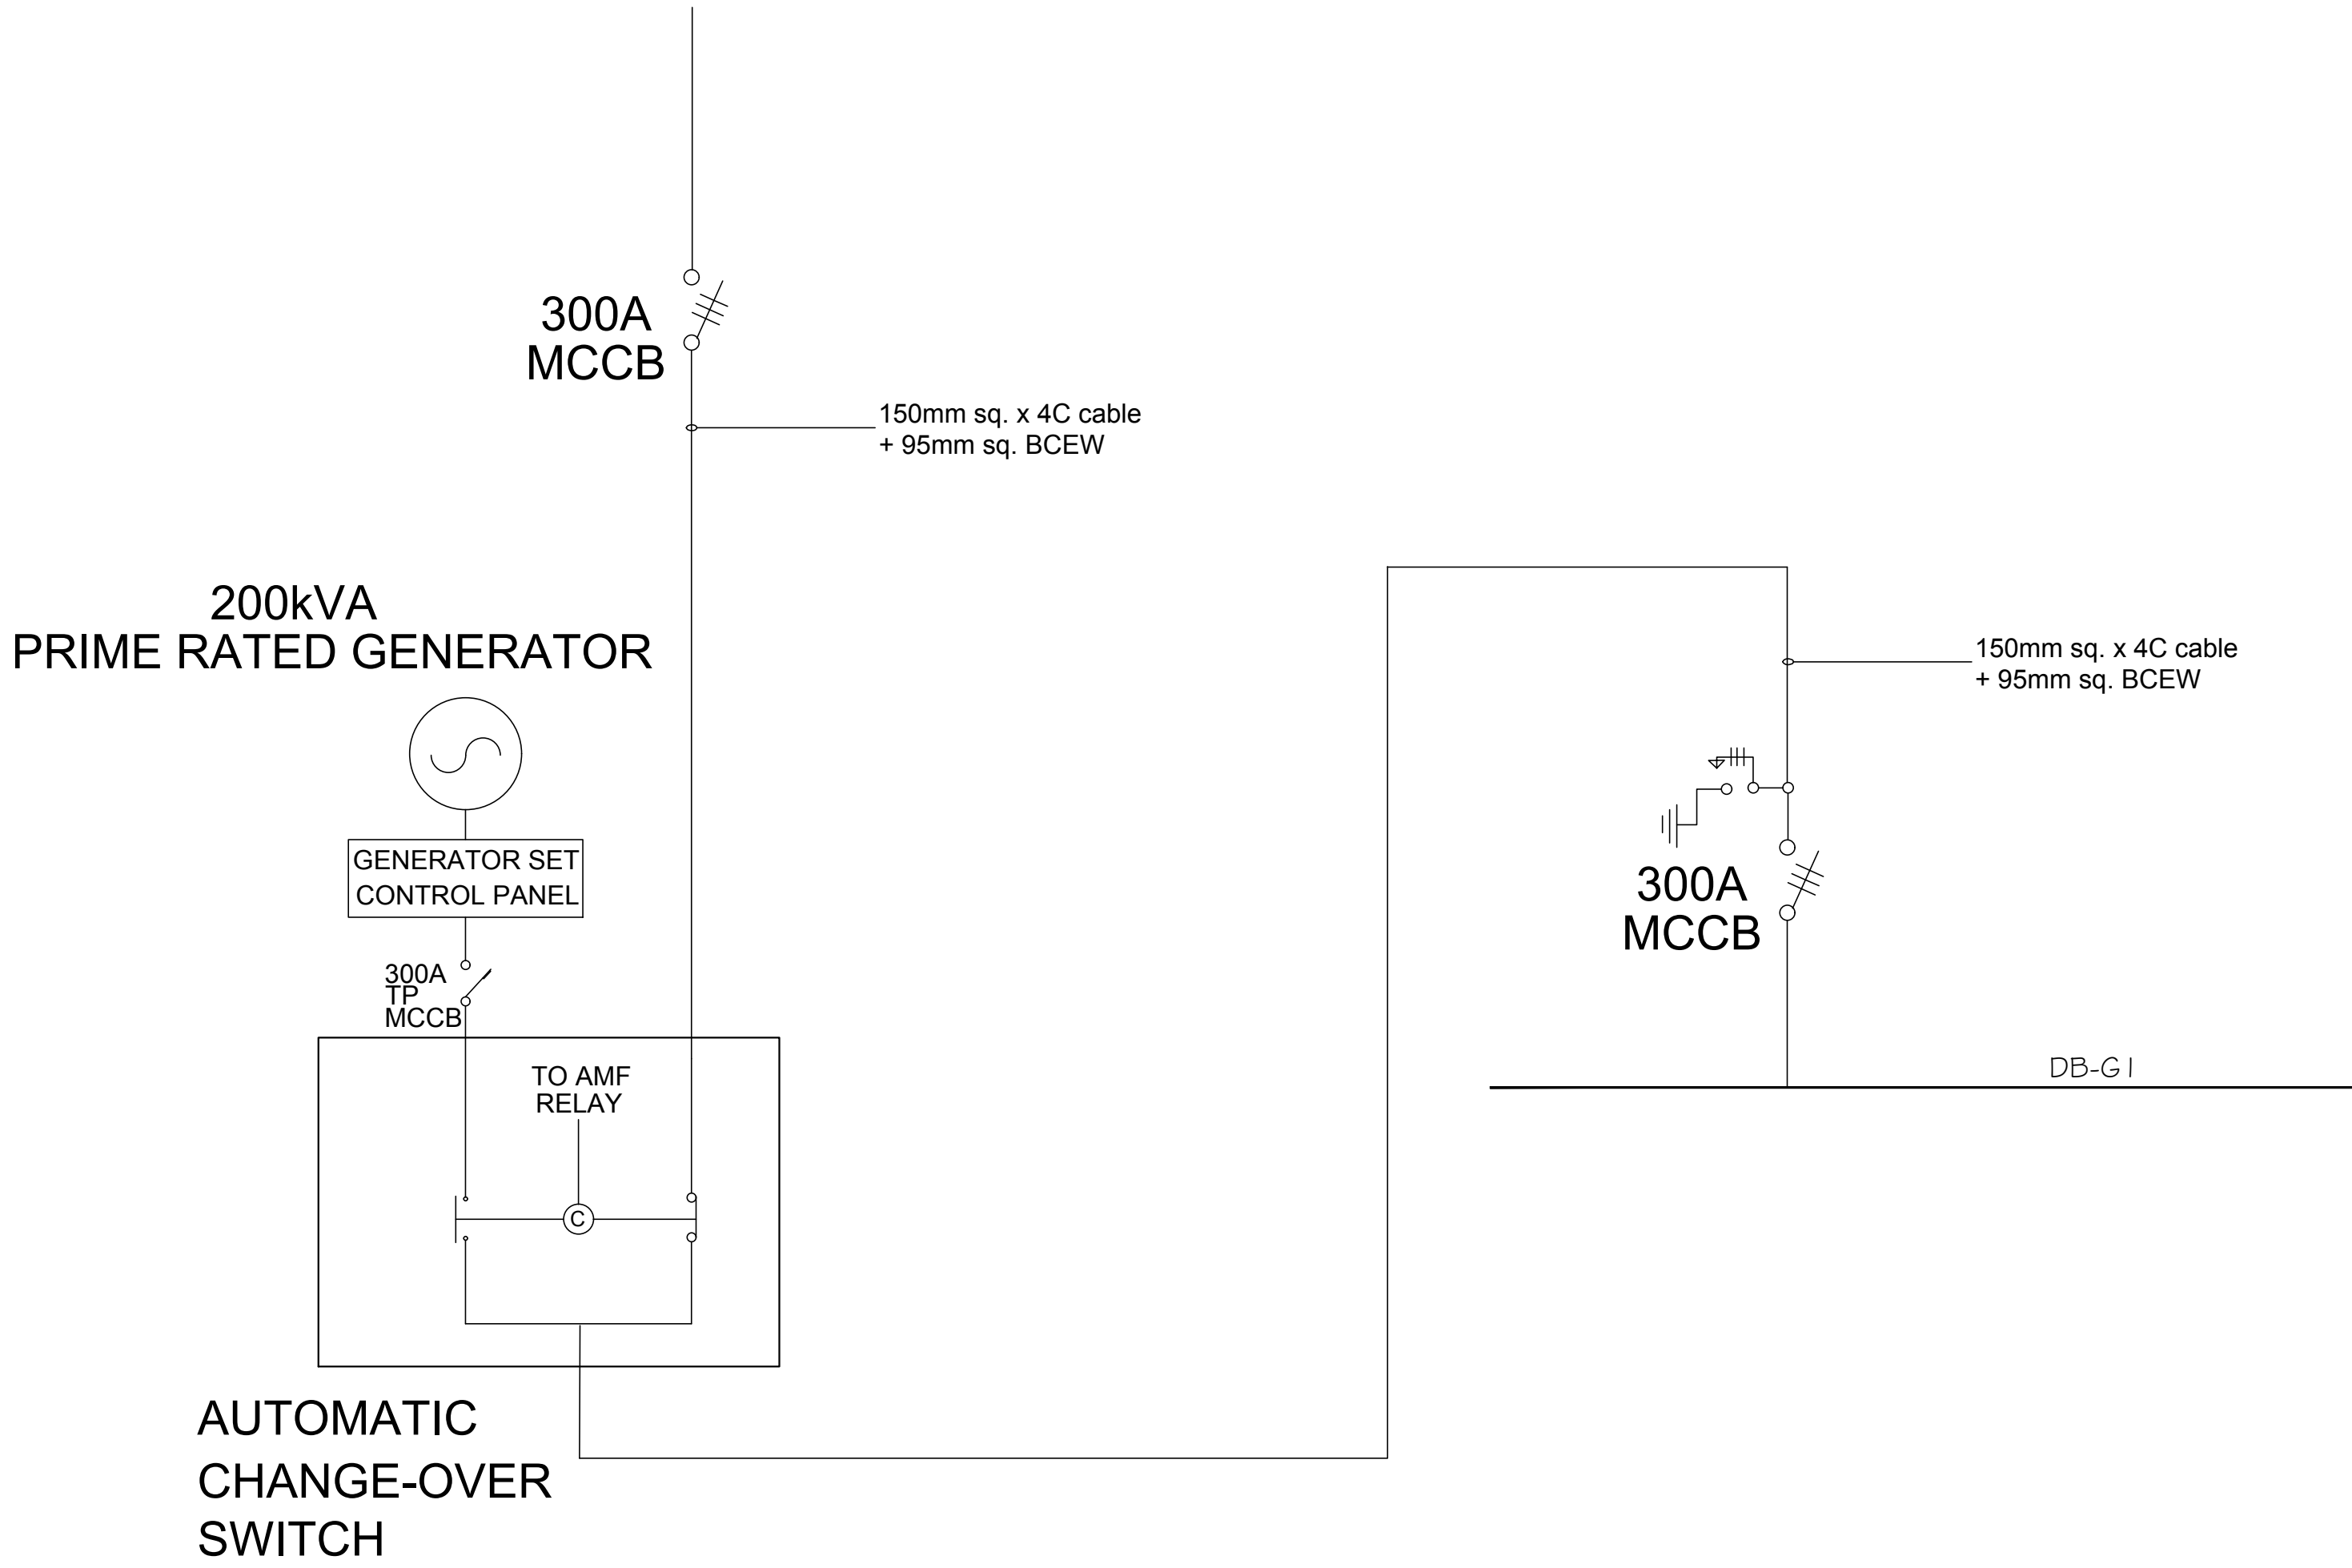 300A
MCCB
150mm sq. x 4C cable
+ 95mm sq. BCEW
200kVA
PRIME RATED GENERATOR
GENERATOR SET
CONTROL PANEL
300A
TP
MCCB
TO AMF
RELAY
C
AUTOMATIC
CHANGE-OVER
SWITCH
150mm sq. x 4C cable
+ 95mm sq. BCEW
300A
MCCB
DB-G1